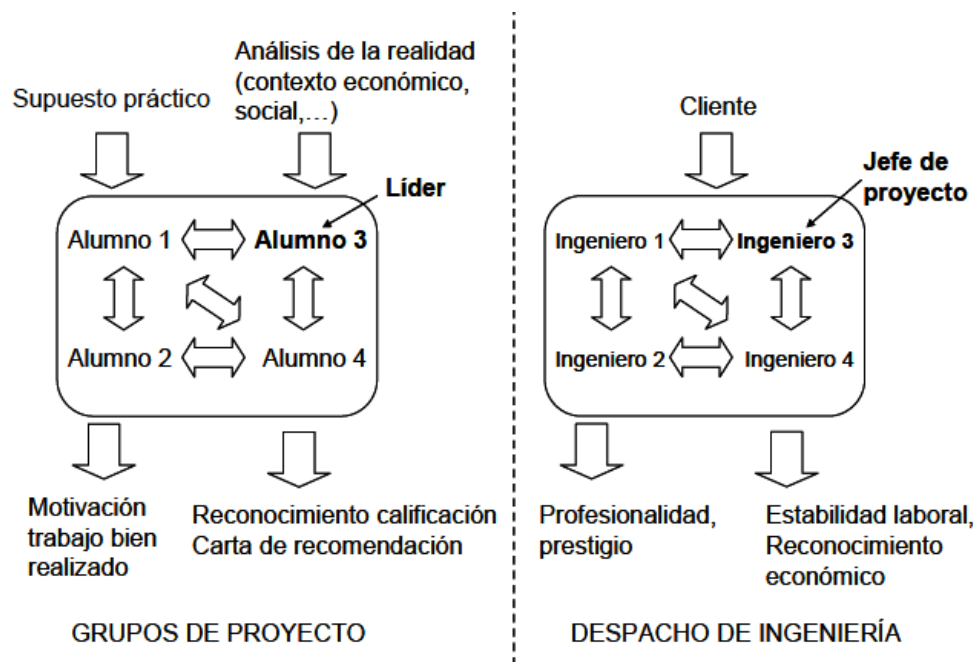 Supuesto práctico
Análisis de la realidad
(contexto económico,
social,...)
Líder
Alumno 1
Alumno 3
Alumno 2
Alumno 4
Motivación
trabajo bien
realizado
Reconocimiento calificación
Carta de recomendación
GRUPOS DE PROYECTO
Cliente
Jefe de
proyecto
Ingeniero 1
Ingeniero 3
Ingeniero 2
Ingeniero 4
Profesionalidad,
prestigio
Estabilidad laboral,
Reconocimiento
económico
DESPACHO DE INGENIERÍA